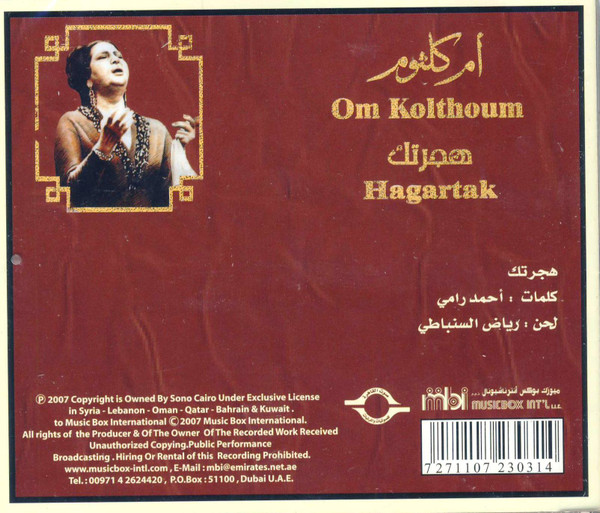 أم كلثوم
Om Kolthoum
هجرتك
Hagartak
هجرتك
كلمات : أحمد رامي
لحن : رياض السنباطي
℗ 2007 Copyright is Owned By Sono Cairo Under Exclusive License
in Syria - Lebanon - Oman - Qatar - Bahrain & Kuwait .
to Music Box International © 2007 Music Box International.
All rights of the Producer & Of The Owner Of The Recorded Work Received
Unauthorized Copying.Public Performance
Broadcasting . Hiring Or Rental of this Recording Prohibited.
www.musicbox-intl.com , E-Mail : mbi@emirates.net.ae
Tel : 00971 4 2624420 , P.O.Box : 51100 , Dubai U.A.E.
mbi
ميوزك بوكس انترناشيونال ...
MUSICBOX INT'L L.L.C.
7271107 230314